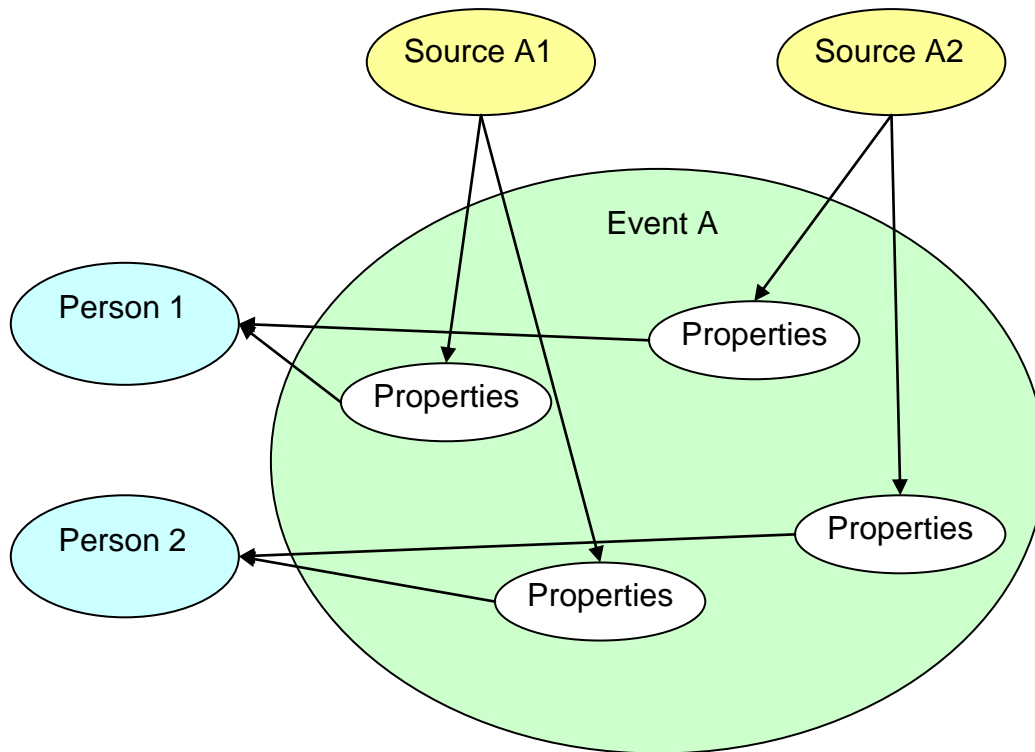 Source A1
Source A2
Event A
Person 1
Properties
Properties
Person 2
Properties
Properties